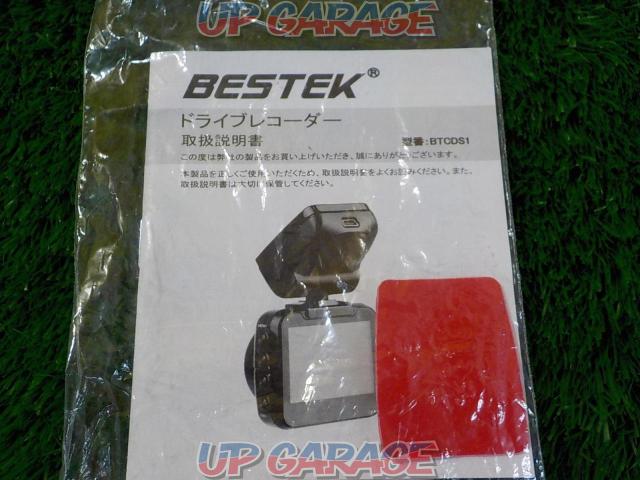 UP GARAGE
BESTEK®
ドライブレコーダー
取扱説明書
型番:BTCDS1
この度は弊社の製品をお買い上げいただき、誠にありがとうございます。
本製品を正しくご使用いただくため、取扱説明書をよくお読みください。また、
取扱説明書は大切に保管してください。
UP GARAGE